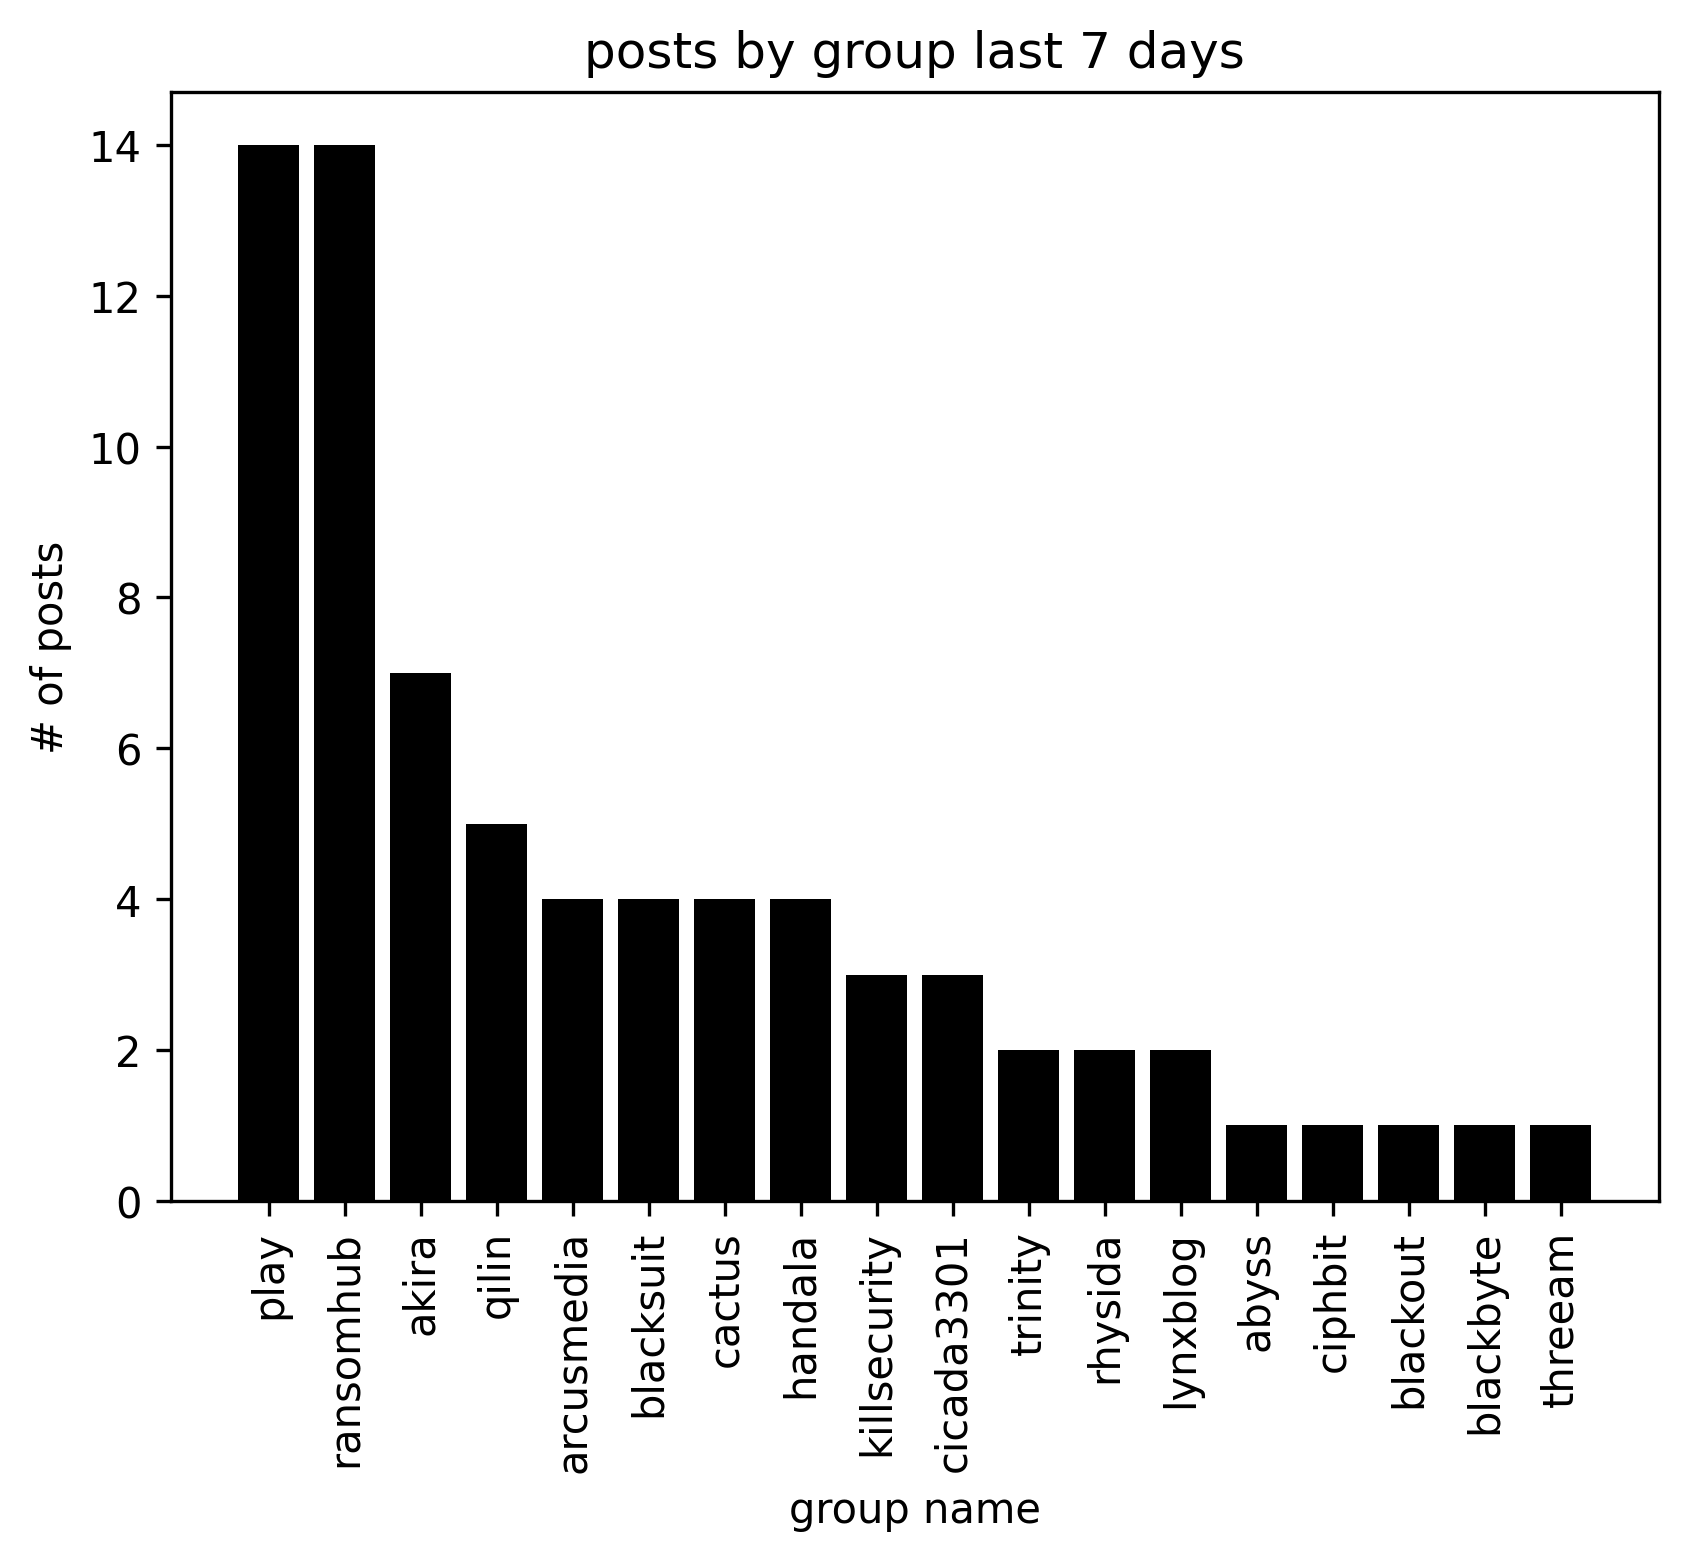 posts by group last 7 days
14
12
10
8
6
4
2
0
# of posts
play
ransomhub
akira
qilin
arcusmedia
blacksuit
cactus
handala
killsecurity
cicada3301
trinity
rhysida
lynxblog
abyss
ciphbit
blackout
blackbyte
threeam
group name